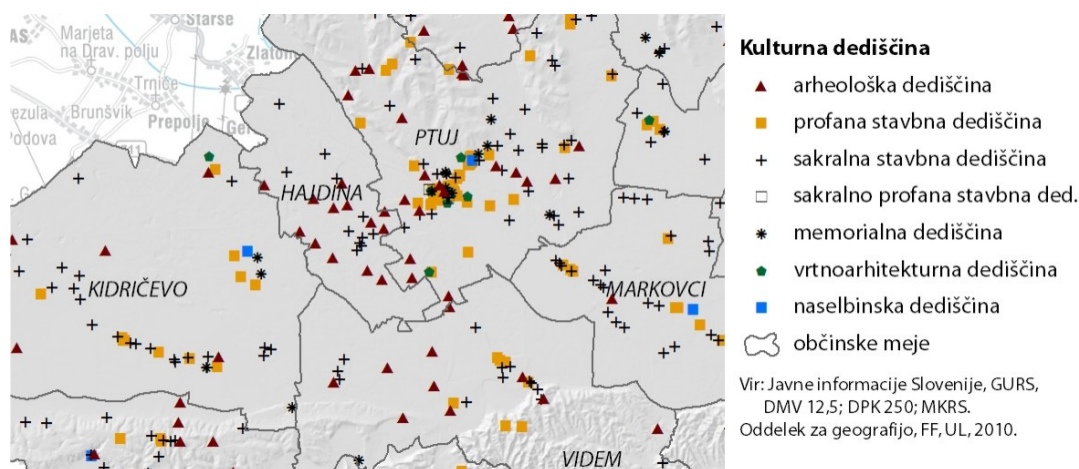 Starše
Marjeta
na Drav. polju
Zlato
Trnice
Brunšvik
Prepolje
Podova
PTUJ
HAJDINA
KIDRIČEVO
MARKOVCI
VIDEM
Kulturna dediščina
arheološka dediščina
profana stavbna dediščina
sakralna stavbna dediščina
sakralno profana stavbna ded.
memorialna dediščina
vrtnoarhitekturna dediščina
naselbinska dediščina
občinske meje
Vir: Javne informacije Slovenije, GURS,
DMV 12,5; DPK 250; MKRS.
Oddelek za geografijo, FF, UL, 2010.